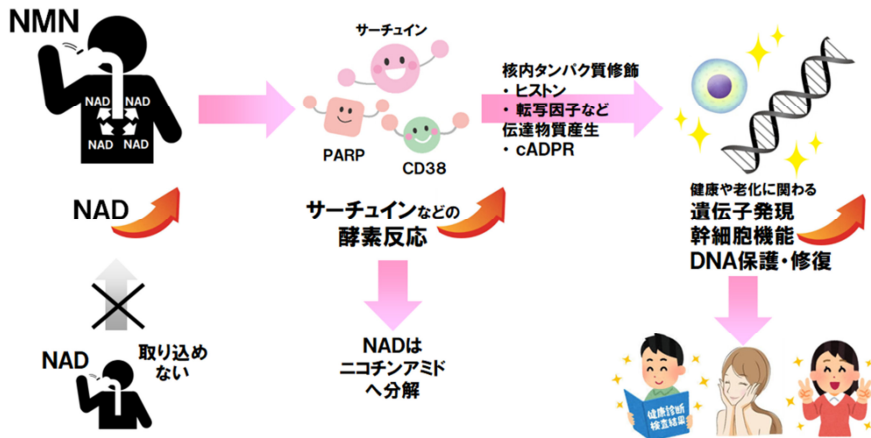 NMN
NAD NAD
NAD NAD
NAD
NAD
取り込め
ない
サーチュイン
PARP
CD38
サーチュインなどの
酵素反応
NADは
ニコチンアミド
へ分解
核内タンパク質修飾
・ヒストン
・転写因子など
伝達物質産生
・cADPR
健康や老化に関わる
遺伝子発現
幹細胞機能
DNA保護・修復
健康診断
検査結果